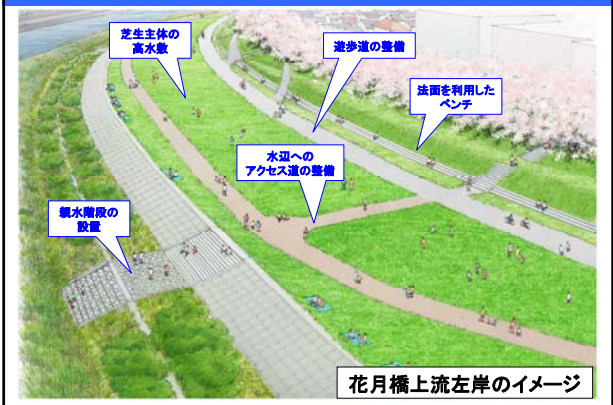 芝生主体の
高水敷
遊歩道の整備
法面を利用した
ベンチ
水辺への
アクセス道の整備
親水階段の
設置
花月橋上流左岸のイメージ